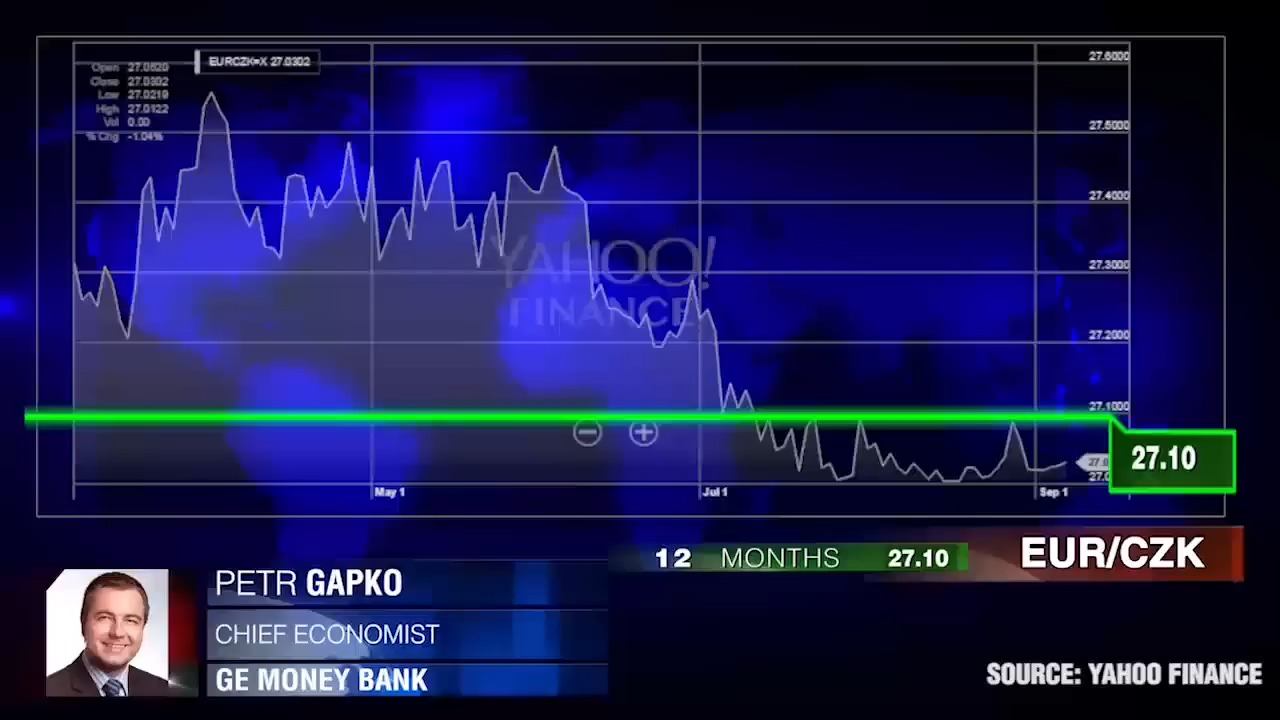 EURCZK=X 27.0302
Open 27.0520
Close 27.0302
Low 27.0219
High 27.0122
Vol 0.00
% Chg -1.04%
27.6000
27.5000
27.4000
27.3000
27.2000
27.1000
YAHOO!
FINANCE
May 1
Jul 1
Sep 1
27.10
12 MONTHS 27.10
EUR/CZK
PETR GAPKO
CHIEF ECONOMIST
GE MONEY BANK
SOURCE: YAHOO FINANCE